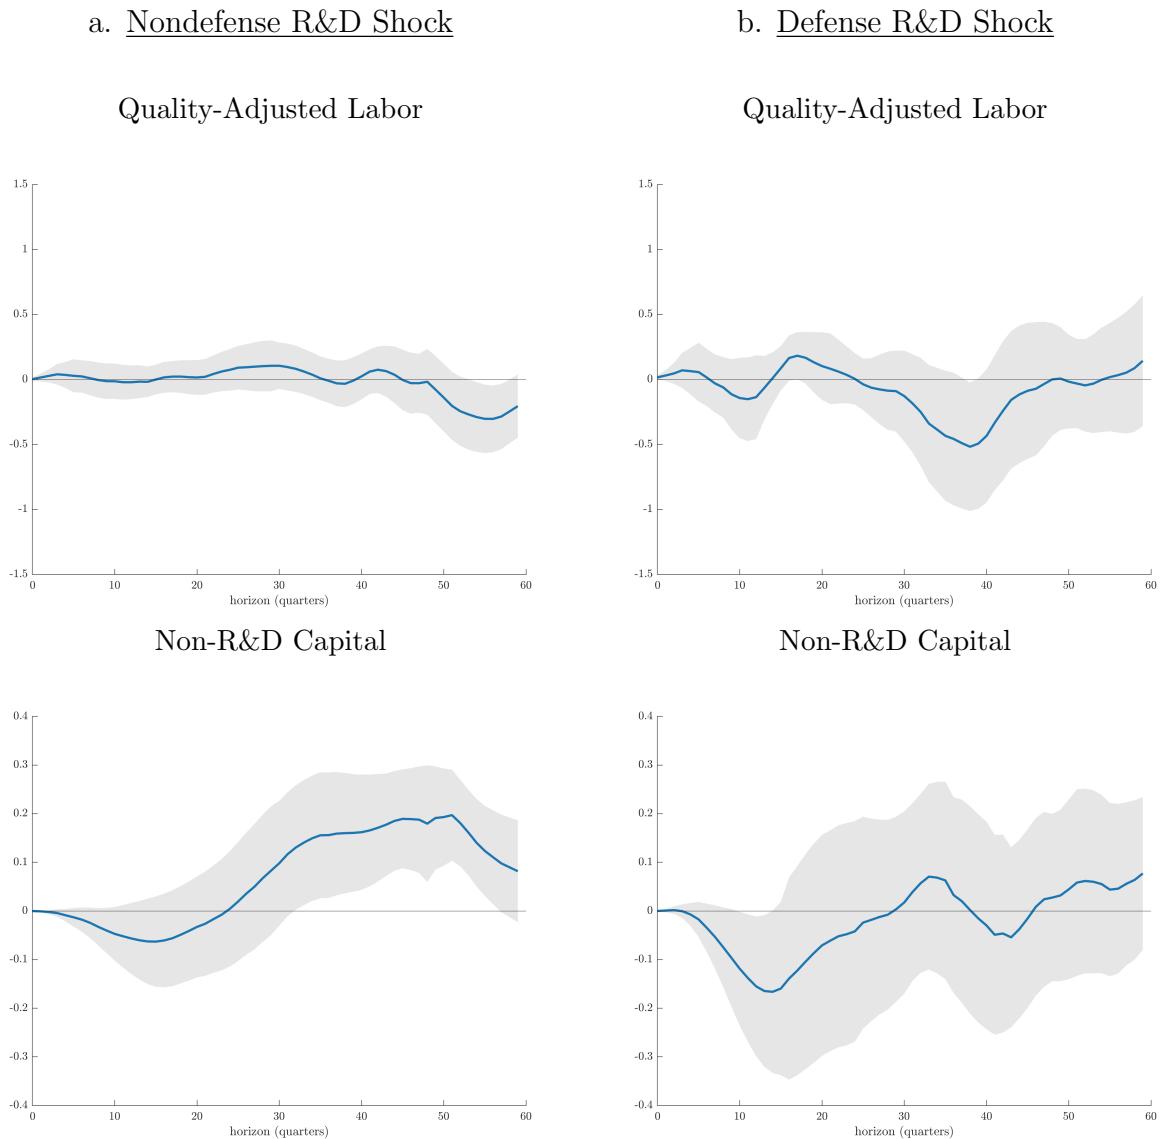 a. Nondefense R&D Shock
b. Defense R&D Shock
Quality-Adjusted Labor
Quality-Adjusted Labor
1.5
1
0.5
0
-0.5
-1
-1.5
0 10 20 30 40 50 60
horizon (quarters)
1.5
1
0.5
0
-0.5
-1
-1.5
0 10 20 30 40 50 60
horizon (quarters)
Non-R&D Capital
Non-R&D Capital
0.4
0.3
0.2
0.1
0
-0.1
-0.2
-0.3
-0.4
0 10 20 30 40 50 60
horizon (quarters)
0.4
0.3
0.2
0.1
0
-0.1
-0.2
-0.3
-0.4
0 10 20 30 40 50 60
horizon (quarters)